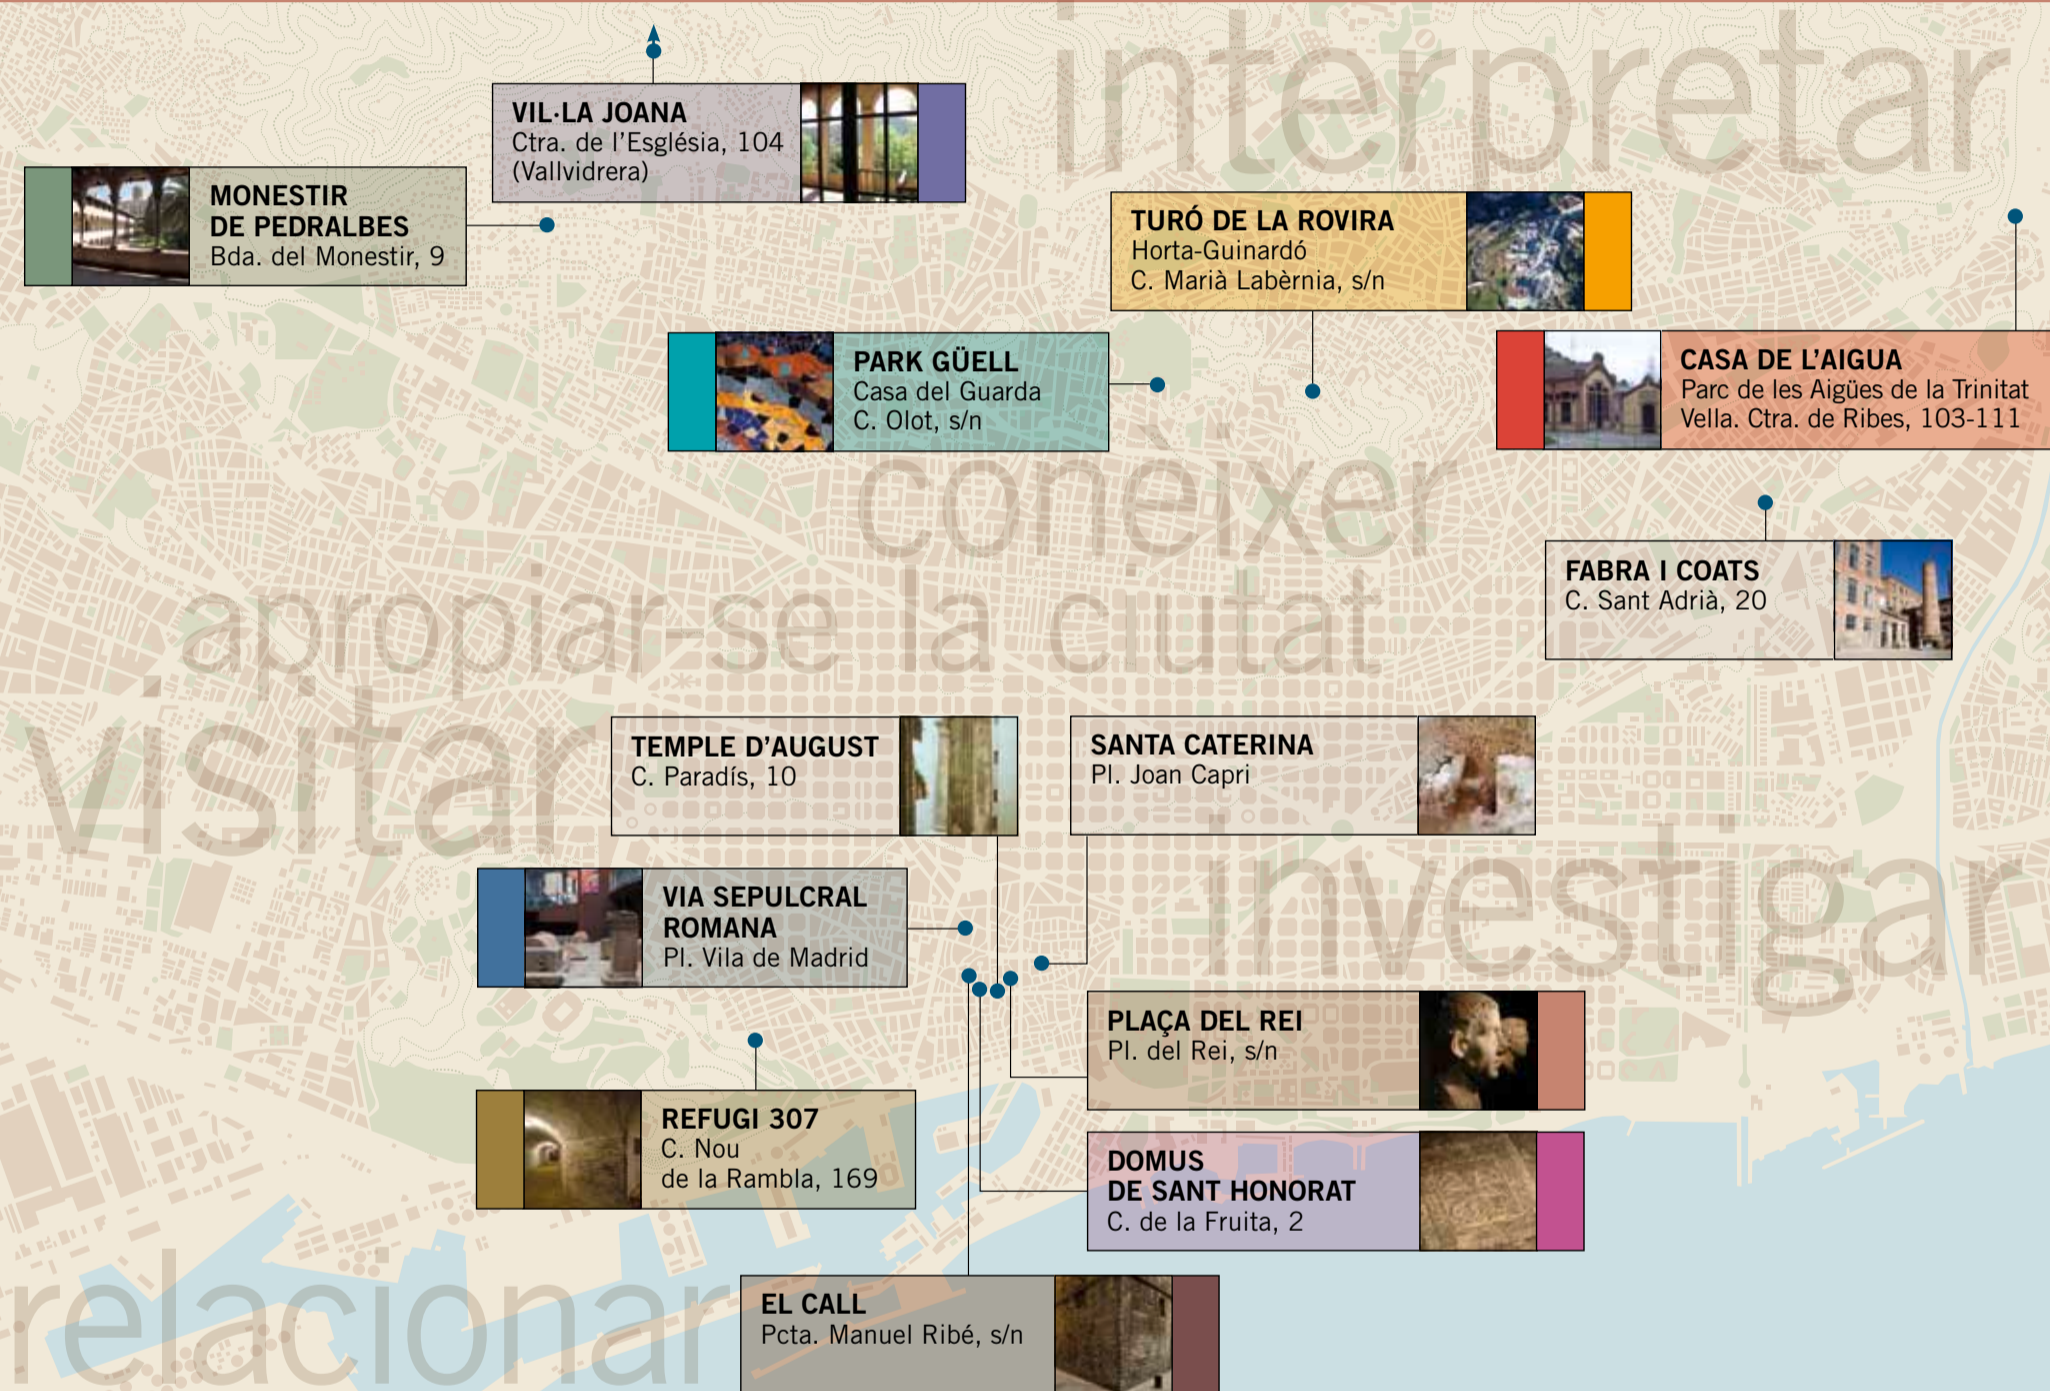 interpretar
VIL·LA JOANA
Ctra. de l'Església, 104
(Vallvidrera)
MONESTIR
DE PEDRALBES
Bda. del Monestir, 9
TURÓ DE LA ROVIRA
Horta-Guinardó
C. Marià Labèrnia, s/n
PARK GÜELL
Casa del Guarda
C. Olot, s/n
CASA DE L'AIGUA
Parc de les Aigües de la Trinitat
Vella. Ctra. de Ribes, 103-111
conèixer
FABRA I COATS
C. Sant Adrià, 20
apropiar-se la ciutat
visitar
TEMPLE D'AUGUST
C. Paradís, 10
SANTA CATERINA
Pl. Joan Capri
investigar
VIA SEPULCRAL
ROMANA
Pl. Vila de Madrid
PLAÇA DEL REI
Pl. del Rei, s/n
REFUGI 307
C. Nou
de la Rambla, 169
DOMUS
DE SANT HONORAT
C. de la Fruita, 2
relacionar
EL CALL
Pcta. Manuel Ribé, s/n